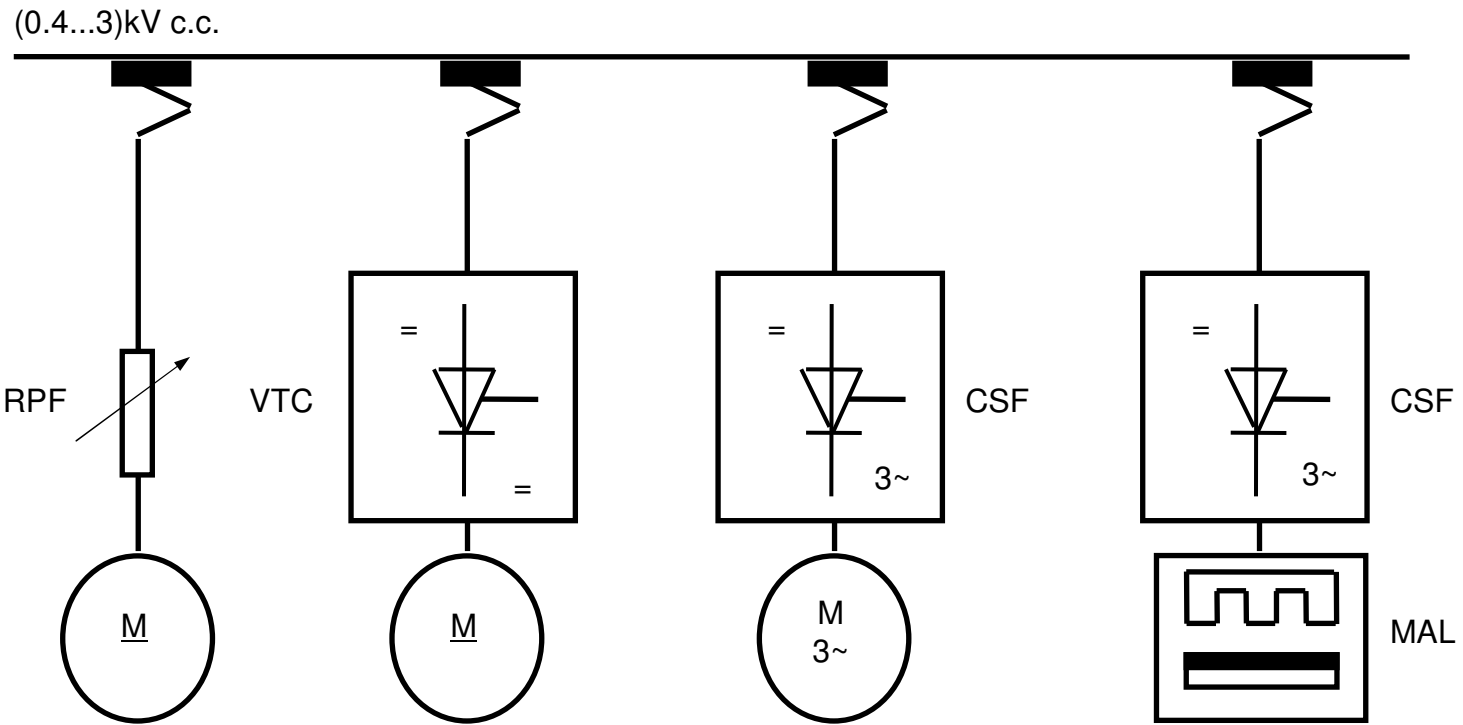 (0.4...3)kV c.c.
=
=
=
RPF
VTC
CSF
CSF
=
3~
3~
M
M
M
3~
MAL